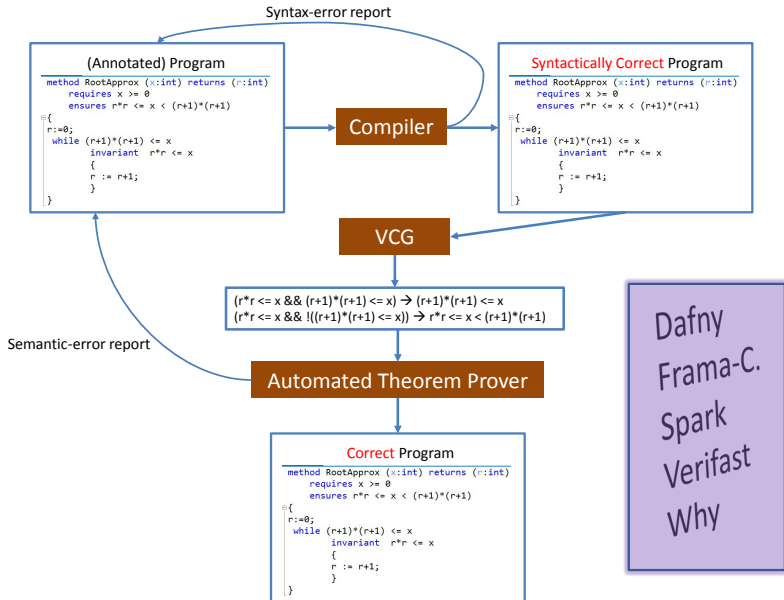 Syntax-error report
(Annotated) Program
method RootApprox (x:int) returns (r:int)
requires x >= 0
ensures r*r <= x < (r+1)*(r+1)
{
r:=0;
while (r+1)*(r+1) <= x
invariant r*r <= x
{
r := r+1;
}
}
Compiler
Syntactically Correct Program
method RootApprox (x:int) returns (r:int)
requires x >= 0
ensures r*r <= x < (r+1)*(r+1)
{
r:=0;
while (r+1)*(r+1) <= x
invariant r*r <= x
{
r := r+1;
}
}
VCG
(r*r <= x && (r+1)*(r+1) <= x) → (r+1)*(r+1) <= x
(r*r <= x && !((r+1)*(r+1) <= x)) → r*r <= x < (r+1)*(r+1)
Semantic-error report
Automated Theorem Prover
Correct Program
method RootApprox (x:int) returns (r:int)
requires x >= 0
ensures r*r <= x < (r+1)*(r+1)
{
r:=0;
while (r+1)*(r+1) <= x
invariant r*r <= x
{
r := r+1;
}
}
Dafny
Frama-C.
Spark
Verifast
Why